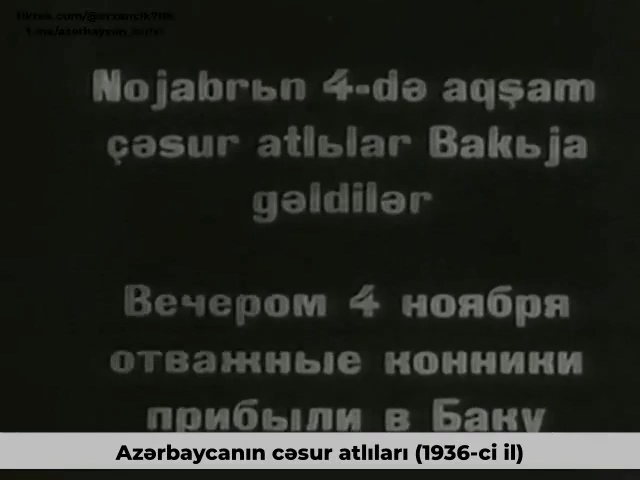 Nojabrьn 4-də aqşam
çəsur atlьlar Bakьja
gəldilər
Вечером 4 ноября
отважные конники
прибыли в Баку
Azərbaycanın cəsur atlıları (1936-ci il)